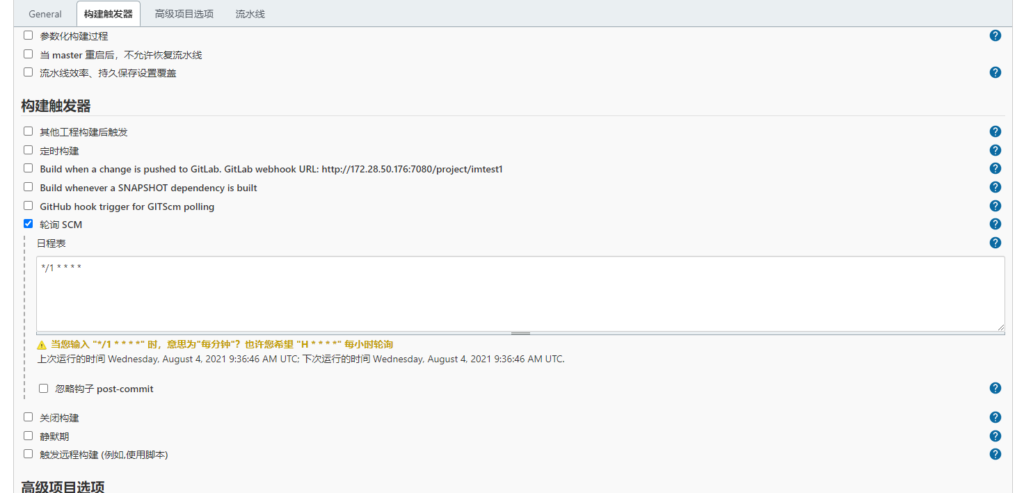 General 构建触发器 高级项目选项 流水线
参数化构建过程
当 master 重启后，不允许恢复流水线
流水线效率、持久保存设置覆盖
构建触发器
其他工程构建后触发
定时构建
Build when a change is pushed to GitLab. GitLab webhook URL: http://172.28.50.176:7080/project/imtest1
Build whenever a SNAPSHOT dependency is built
GitHub hook trigger for GITScm polling
轮询 SCM
日程表
*/1 * * * *
当您输入 "*/1 * * * *" 时，意思为"每分钟"？也许您希望 "H * * * *" 每小时轮询
上次运行的时间 Wednesday, August 4, 2021 9:36:46 AM UTC; 下次运行的时间 Wednesday, August 4, 2021 9:36:46 AM UTC.
忽略钩子 post-commit
关闭构建
静默期
触发远程构建 (例如,使用脚本)
高级项目选项